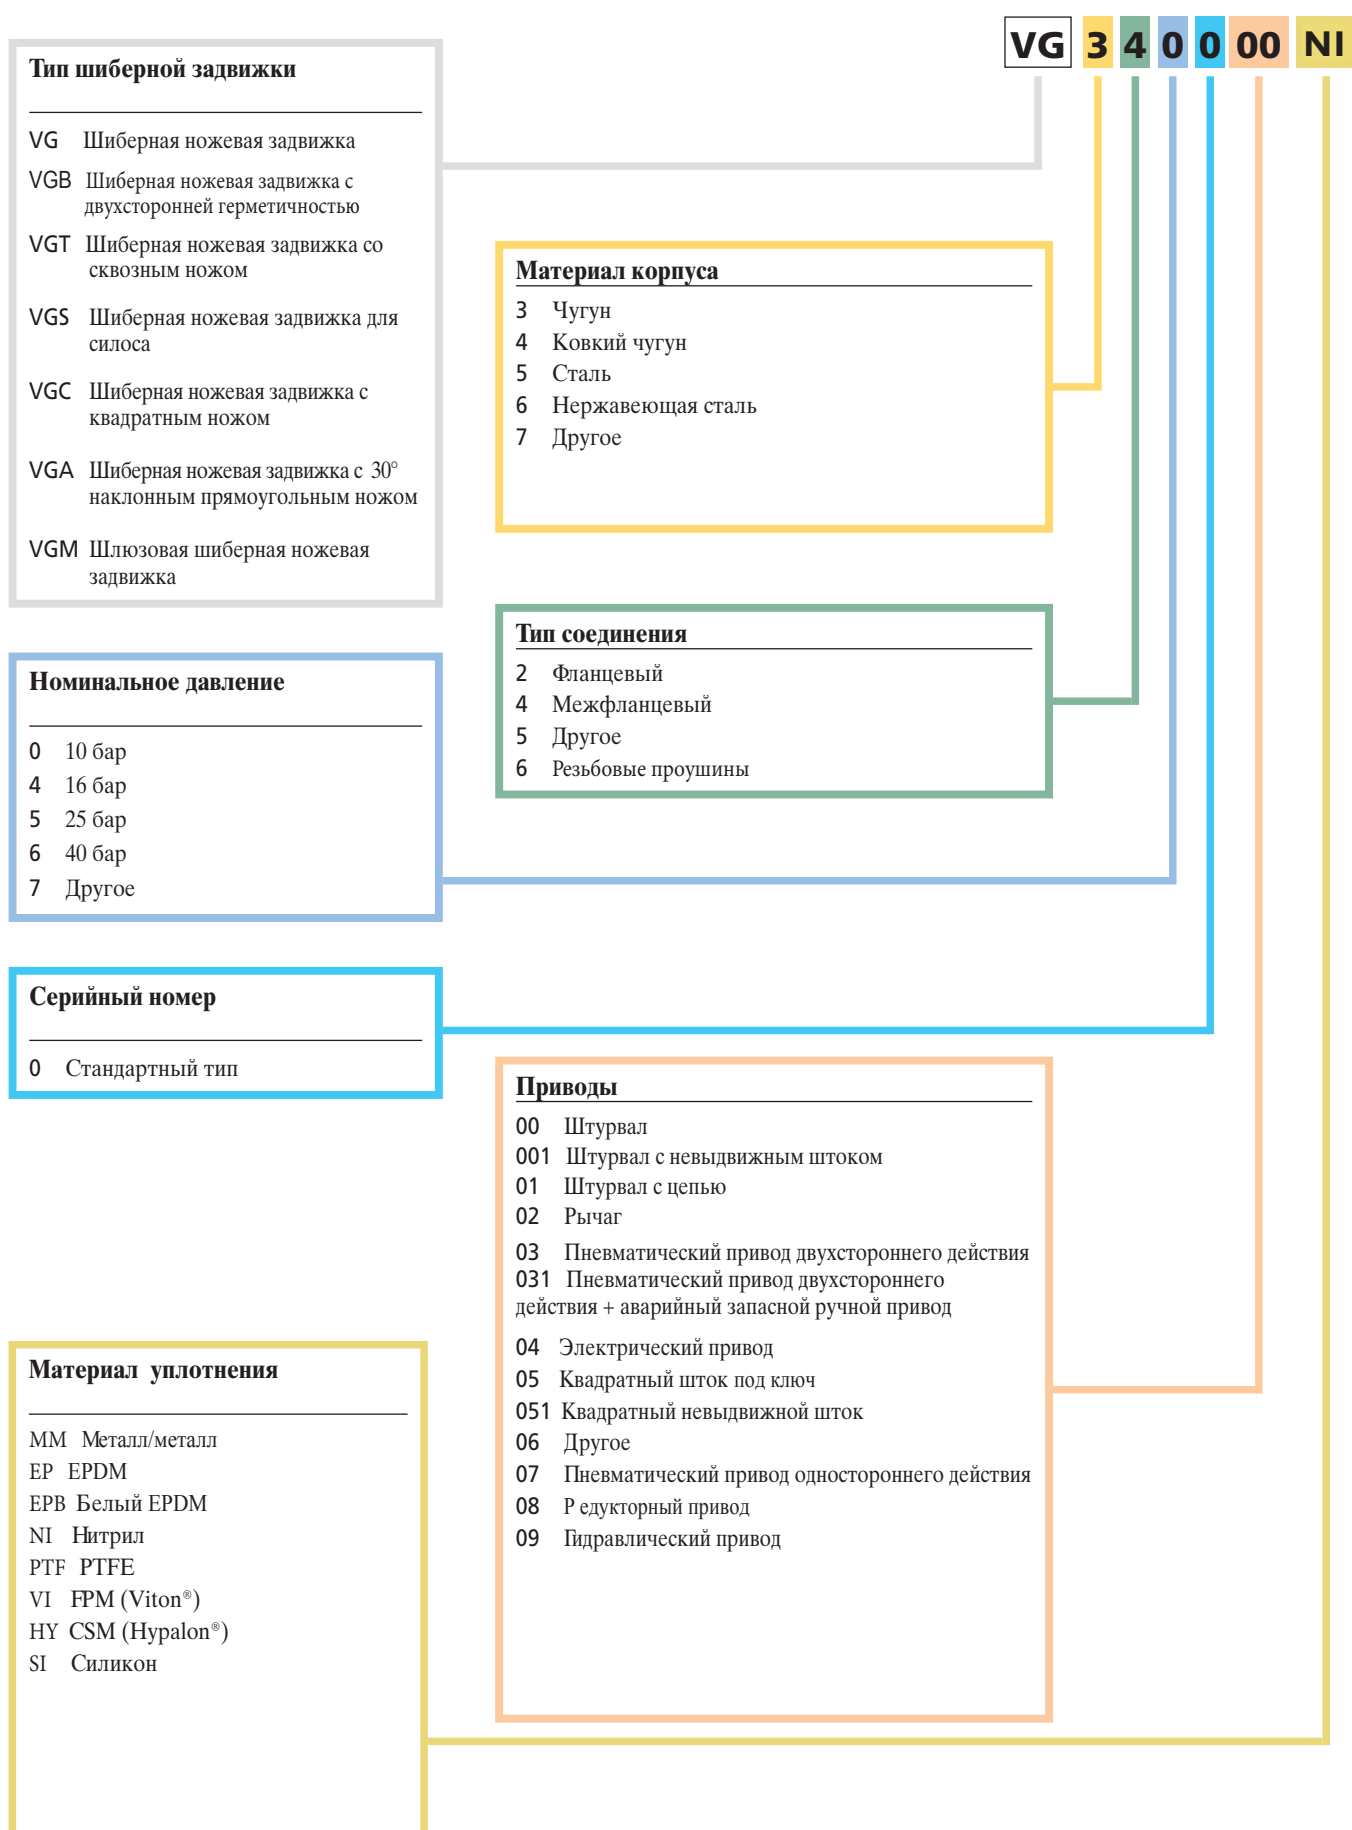 VG 3 4 0 0 00 NI
Тип шиберной задвижки
VG Шиберная ножевая задвижка
VGB Шиберная ножевая задвижка с
двухсторонней герметичностью
VGT Шиберная ножевая задвижка со
сквозным ножом
VGS Шиберная ножевая задвижка для
силоса
VGC Шиберная ножевая задвижка с
квадратным ножом
VGA Шиберная ножевая задвижка с 30°
наклонным прямоугольным ножом
VGM Шлюзовая шиберная ножевая
задвижка
Материал корпуса
3 Чугун
4 Ковкий чугун
5 Сталь
6 Нержавеющая сталь
7 Другое
Тип соединения
2 Фланцевый
4 Межфланцевый
5 Другое
6 Резьбовые проушины
Номинальное давление
0 10 бар
4 16 бар
5 25 бар
6 40 бар
7 Другое
Серийный номер
0 Стандартный тип
Приводы
00 Штурвал
001 Штурвал с невыдвижным штоком
01 Штурвал с цепью
02 Рычаг
03 Пневматический привод двухстороннего действия
031 Пневматический привод двухстороннего
действия + аварийный запасной ручной привод
04 Электрический привод
05 Квадратный шток под ключ
051 Квадратный невыдвижной шток
06 Другое
07 Пневматический привод одностороннего действия
08 Р едукторный привод
09 Гидравлический привод
Материал уплотнения
MM Металл/металл
EP EPDM
EPB Белый EPDM
NI Нитрил
PTF PTFE
VI FPM (Viton®)
HY CSM (Hypalon®)
SI Силикон